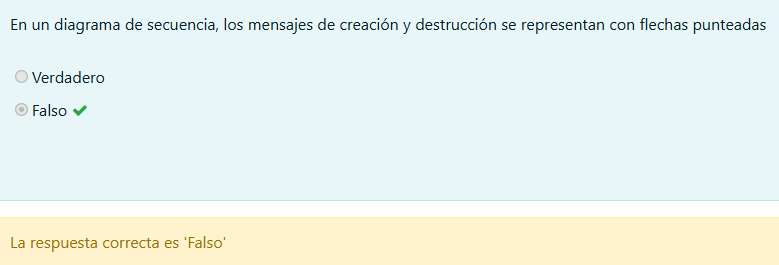 En un diagrama de secuencia, los mensajes de creación y destrucción se representan con flechas punteadas
Verdadero
Falso
La respuesta correcta es 'Falso'